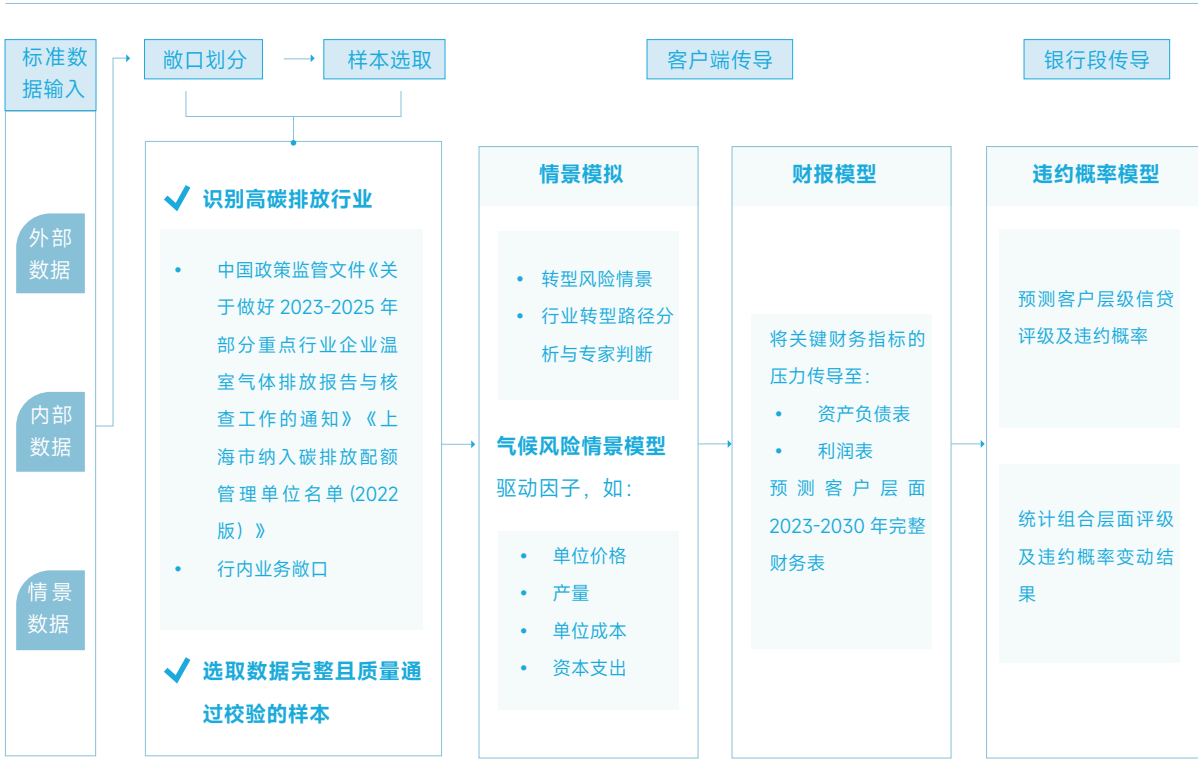 标准数
据输入
敞口划分
样本选取
客户端传导
银行段传导
外部
数据
内部
数据
情景
数据
识别高碳排放行业
• 中国政策监管文件《关
于做好 2023-2025 年
部分重点行业企业温
室气体排放报告与核
查工作的通知》《上
海市纳入碳排放配额
管理单位名单 (2022
版）》
• 行内业务敞口
选取数据完整且质量通
过校验的样本
情景模拟
• 转型风险情景
• 行业转型路径分
析与专家判断
气候风险情景模型
驱动因子，如：
• 单位价格
• 产量
• 单位成本
• 资本支出
财报模型
将关键财务指标的
压力传导至：
• 资产负债表
• 利润表
预测客户层面
2023-2030 年完整
财务表
违约概率模型
预测客户层级信贷
评级及违约概率
统计组合层面评级
及违约概率变动结
果